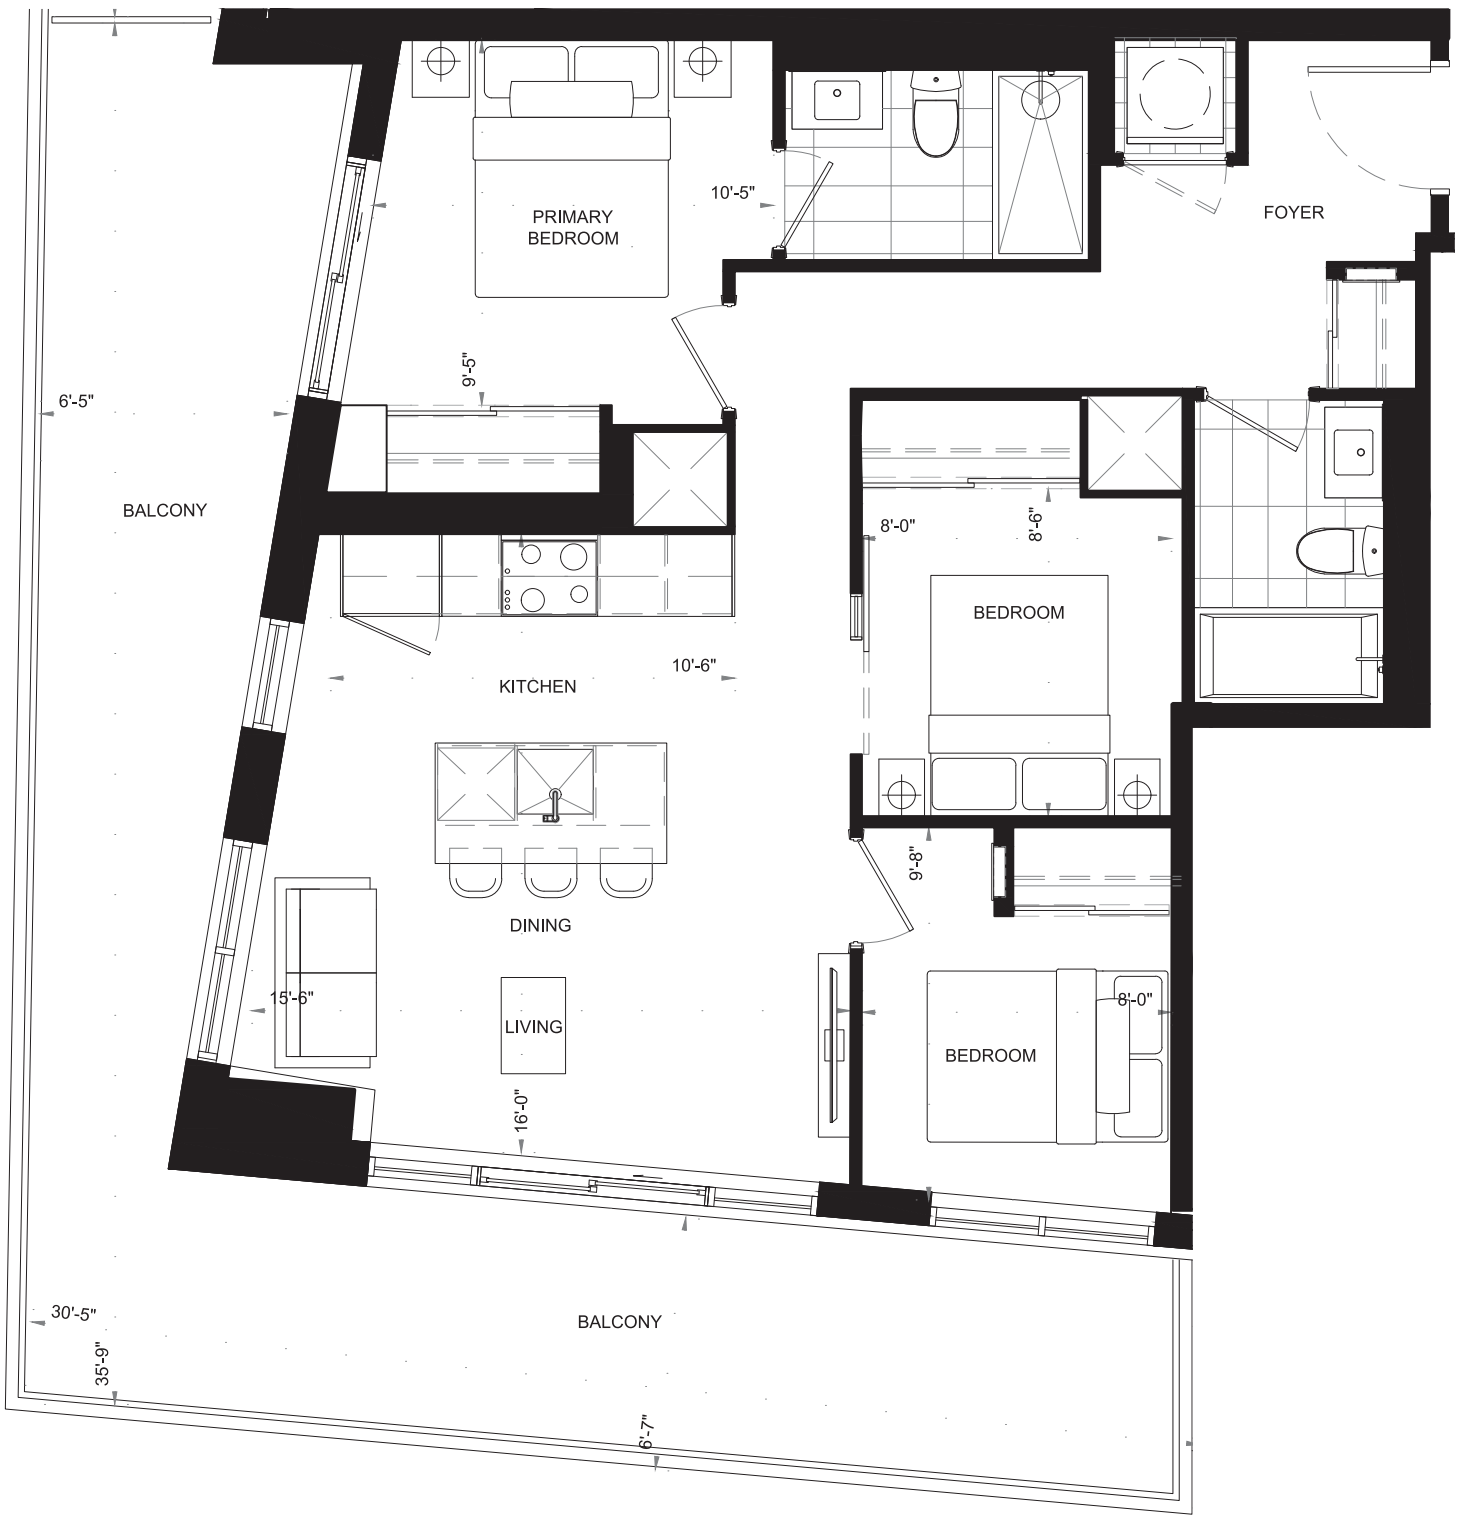 10'-5"
PRIMARY
BEDROOM
FOYER
9'-5"
6'-5"
BALCONY
8'-0"
8'-6"
BEDROOM
10'-6"
KITCHEN
9'-8"
DINING
15'-6"
8'-0"
LIVING
BEDROOM
16'-0"
30'-5"
BALCONY
35'-9"
6'-7"